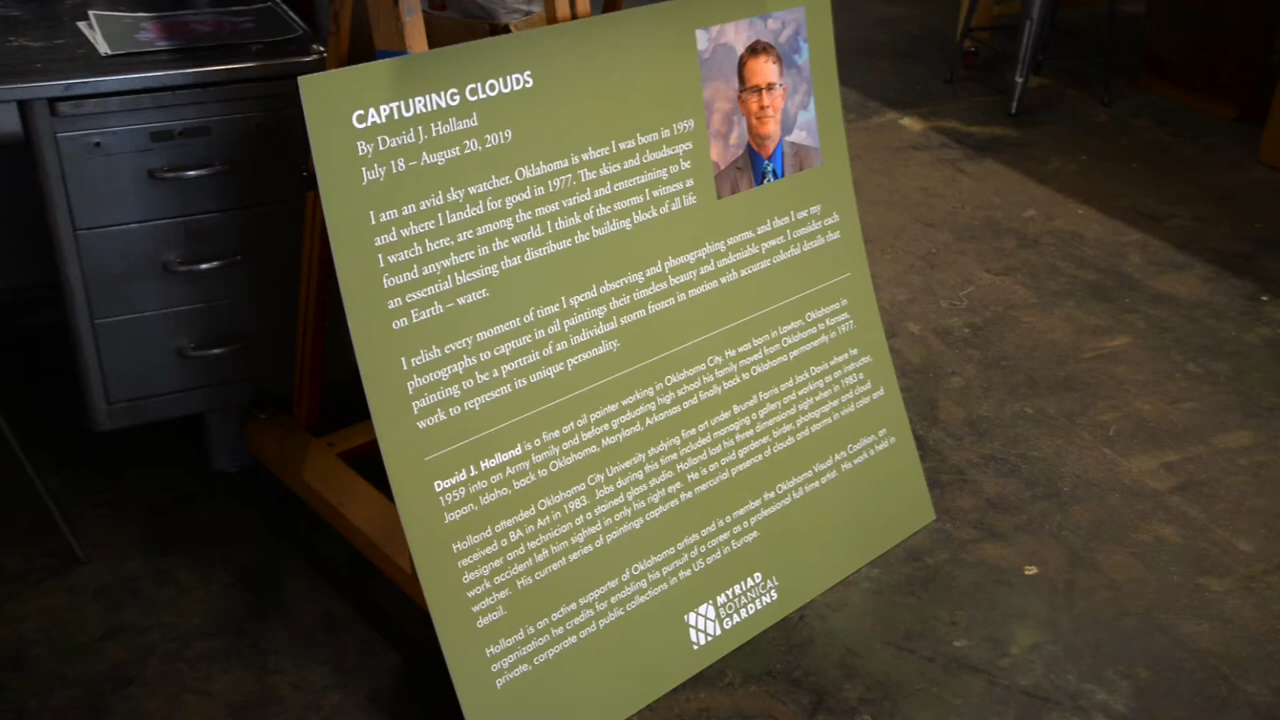 CAPTURING CLOUDS
By David J. Holland
July 18 – August 20, 2019
I am an avid sky watcher. Oklahoma is where I was born in 1959
and where I landed for good in 1977. The skies and cloudscapes
I watch here, are among the most varied and entertaining to be
found anywhere in the world. I think of the storms I witness as
an essential blessing that distribute the building block of all life
on Earth – water.
I relish every moment of time I spend observing and photographing storms, and then I use my
photographs to capture in oil paintings their timeless beauty and undeniable power. I consider each
painting to be a portrait of an individual storm frozen in motion with accurate colorful details that
work to represent its unique personality.
David J. Holland is a fine art oil painter working in Oklahoma City. He was born in Lawton, Oklahoma in
1959 into an Army family and before graduating high school his family moved from Oklahoma to Kansas,
Japan, Idaho, back to Oklahoma, Maryland, Arkansas and finally back to Oklahoma permanently in 1977.
Holland attended Oklahoma City University studying fine art under Brunell Farris and Jack Davis where he
received a BA in Art in 1983. Jobs during this time included managing a gallery and working as an instructor,
designer and technician at a stained glass studio. Holland lost his three dimensional sight when in 1983 a
work accident left him sighted in only his right eye. He is an avid gardener, birder, photographer and cloud
watcher. His current series of paintings captures the mercurial presence of clouds and storms in vivid color and
detail.
Holland is an active supporter of Oklahoma artists and is a member the Oklahoma Visual Arts Coalition, an
organization he credits for enabling his pursuit of a career as a professional full time artist. His work is held in
private, corporate and public collections in the US and in Europe.
MYRIAD
BOTANICAL
GARDENS